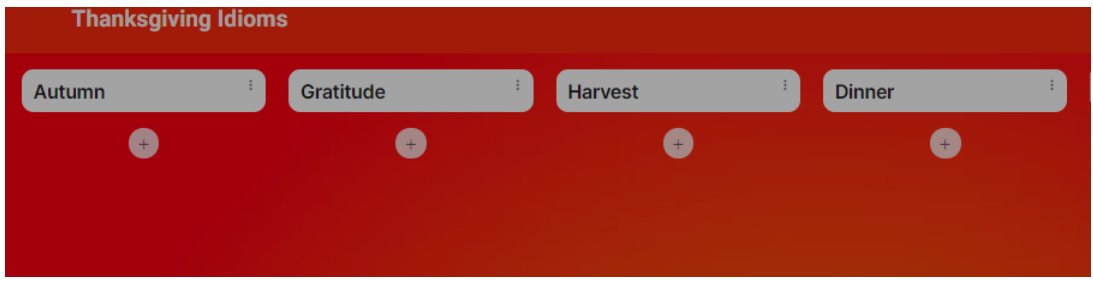 Thanksgiving Idioms
Autumn
Gratitude
Harvest
Dinner